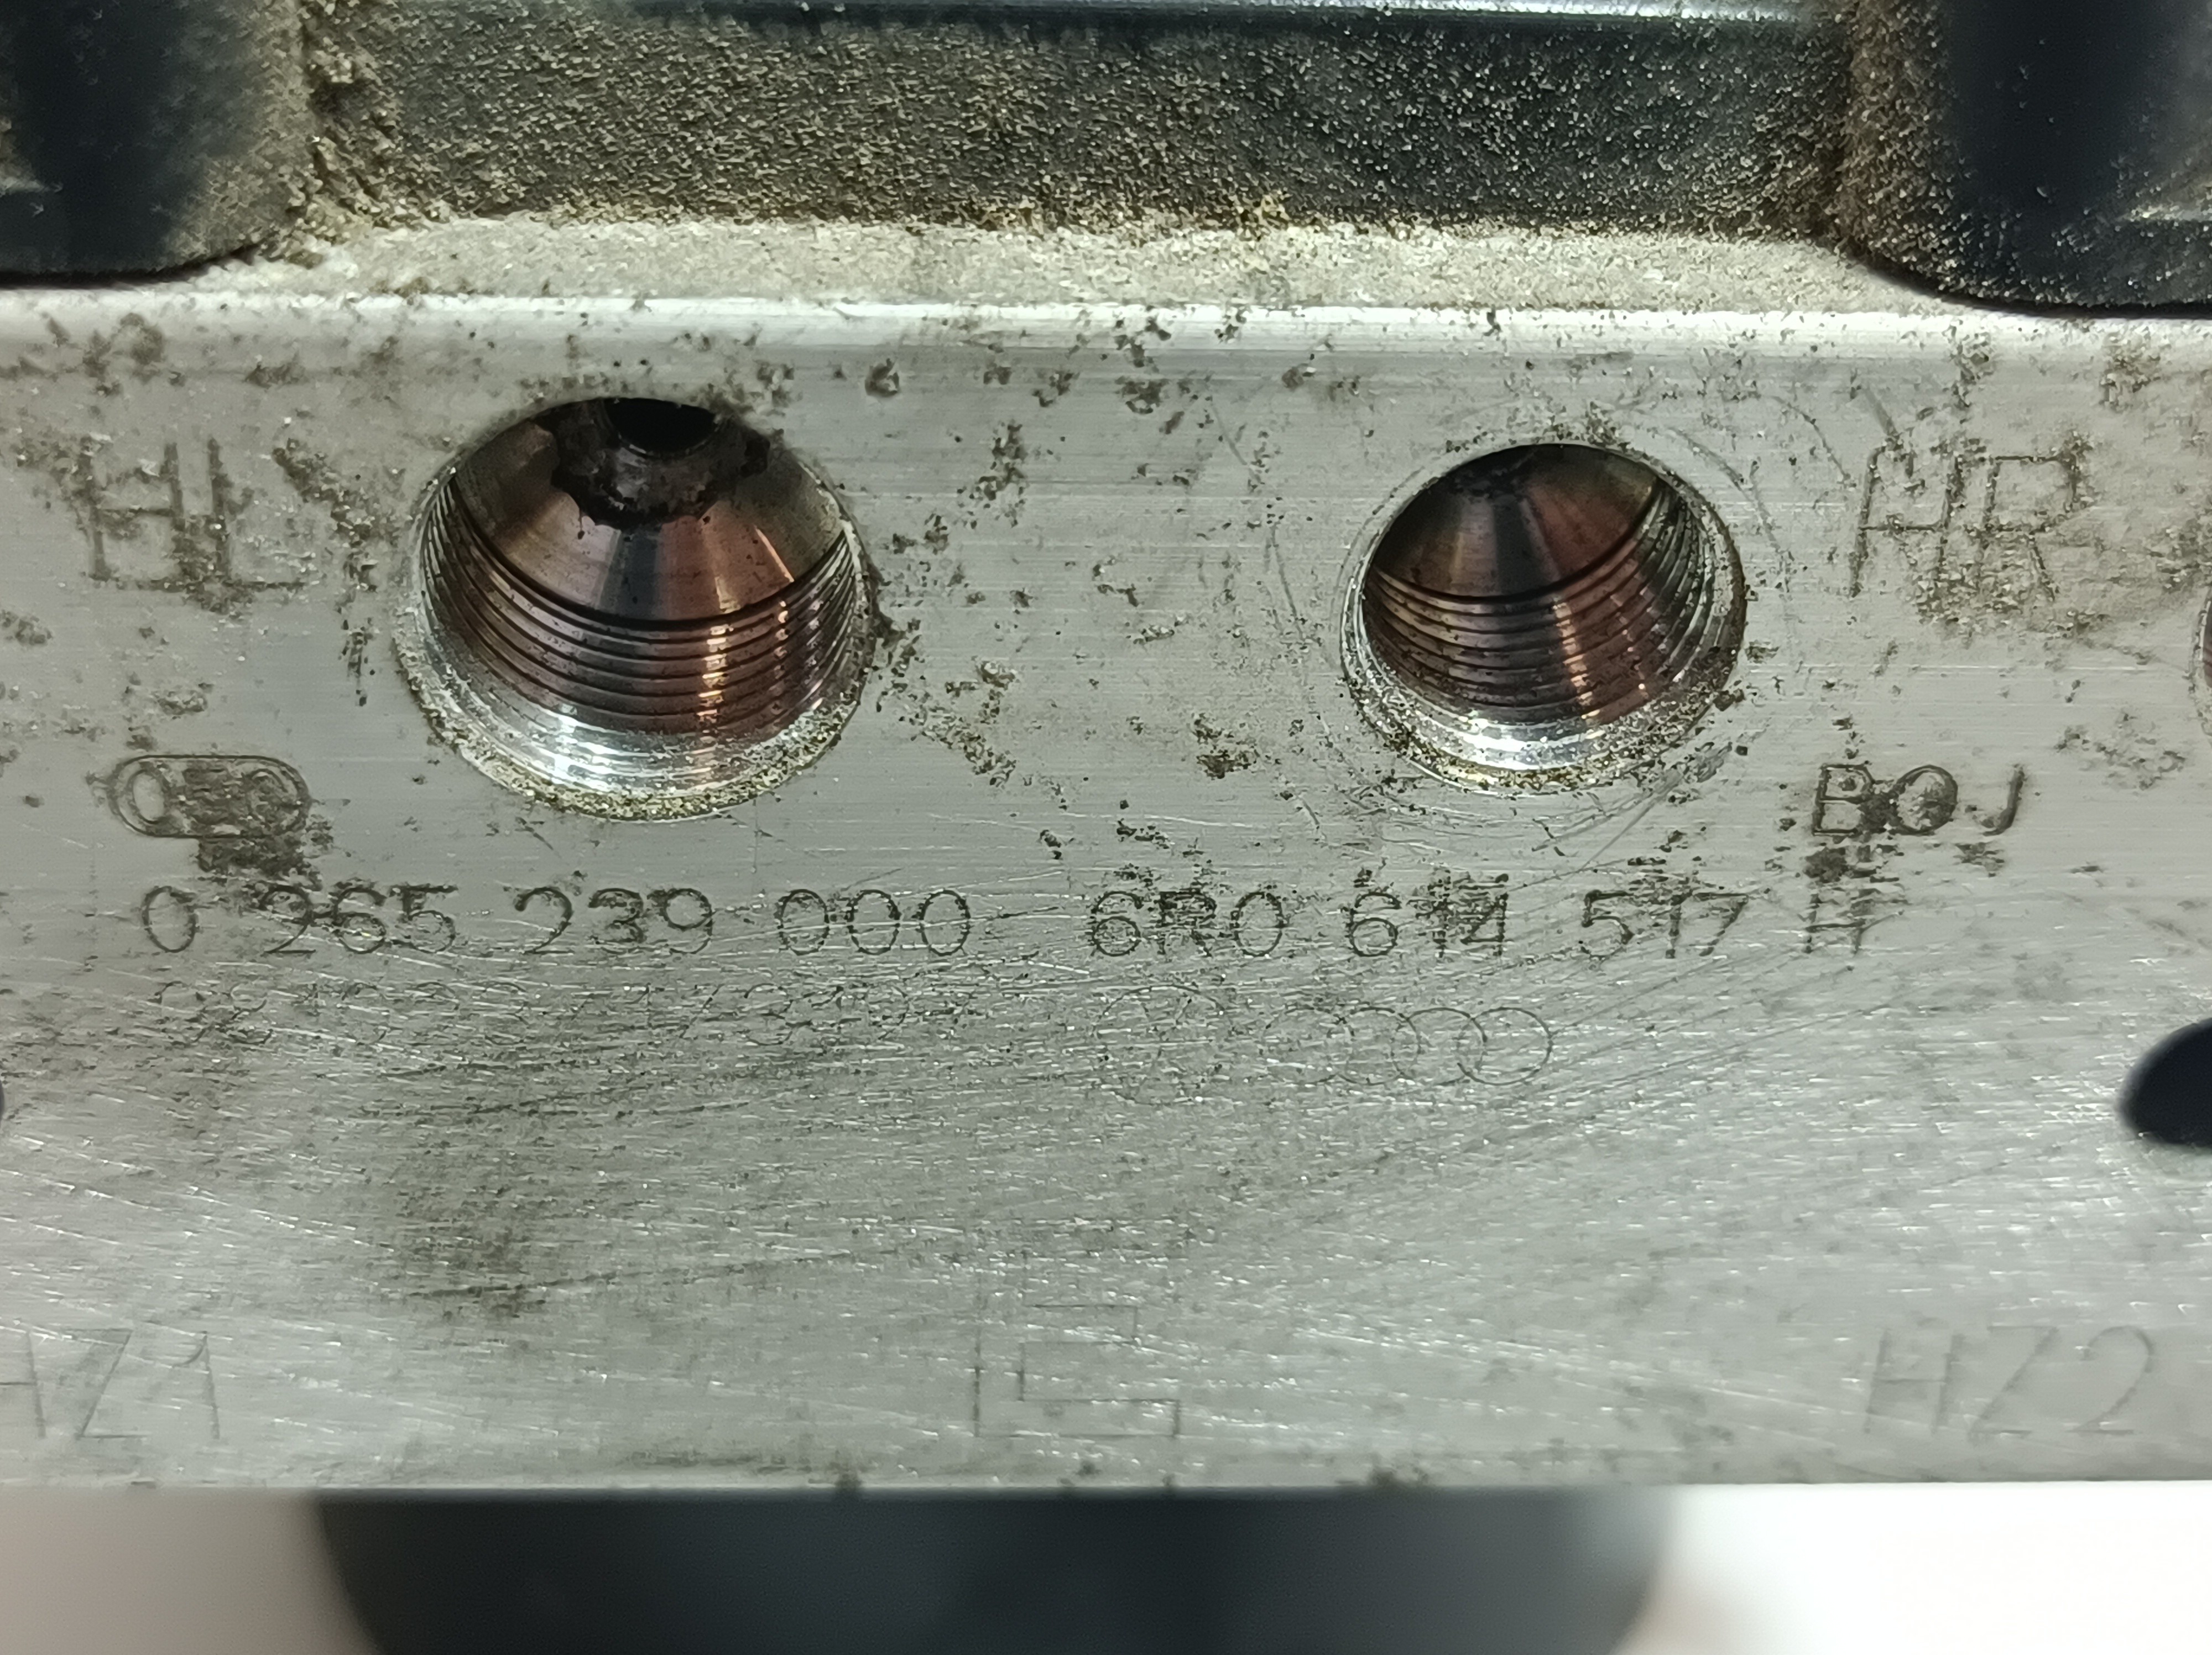 HL HR
BOJ
0 265 239 000 6R0 614 517 H
HZ1 HZ2